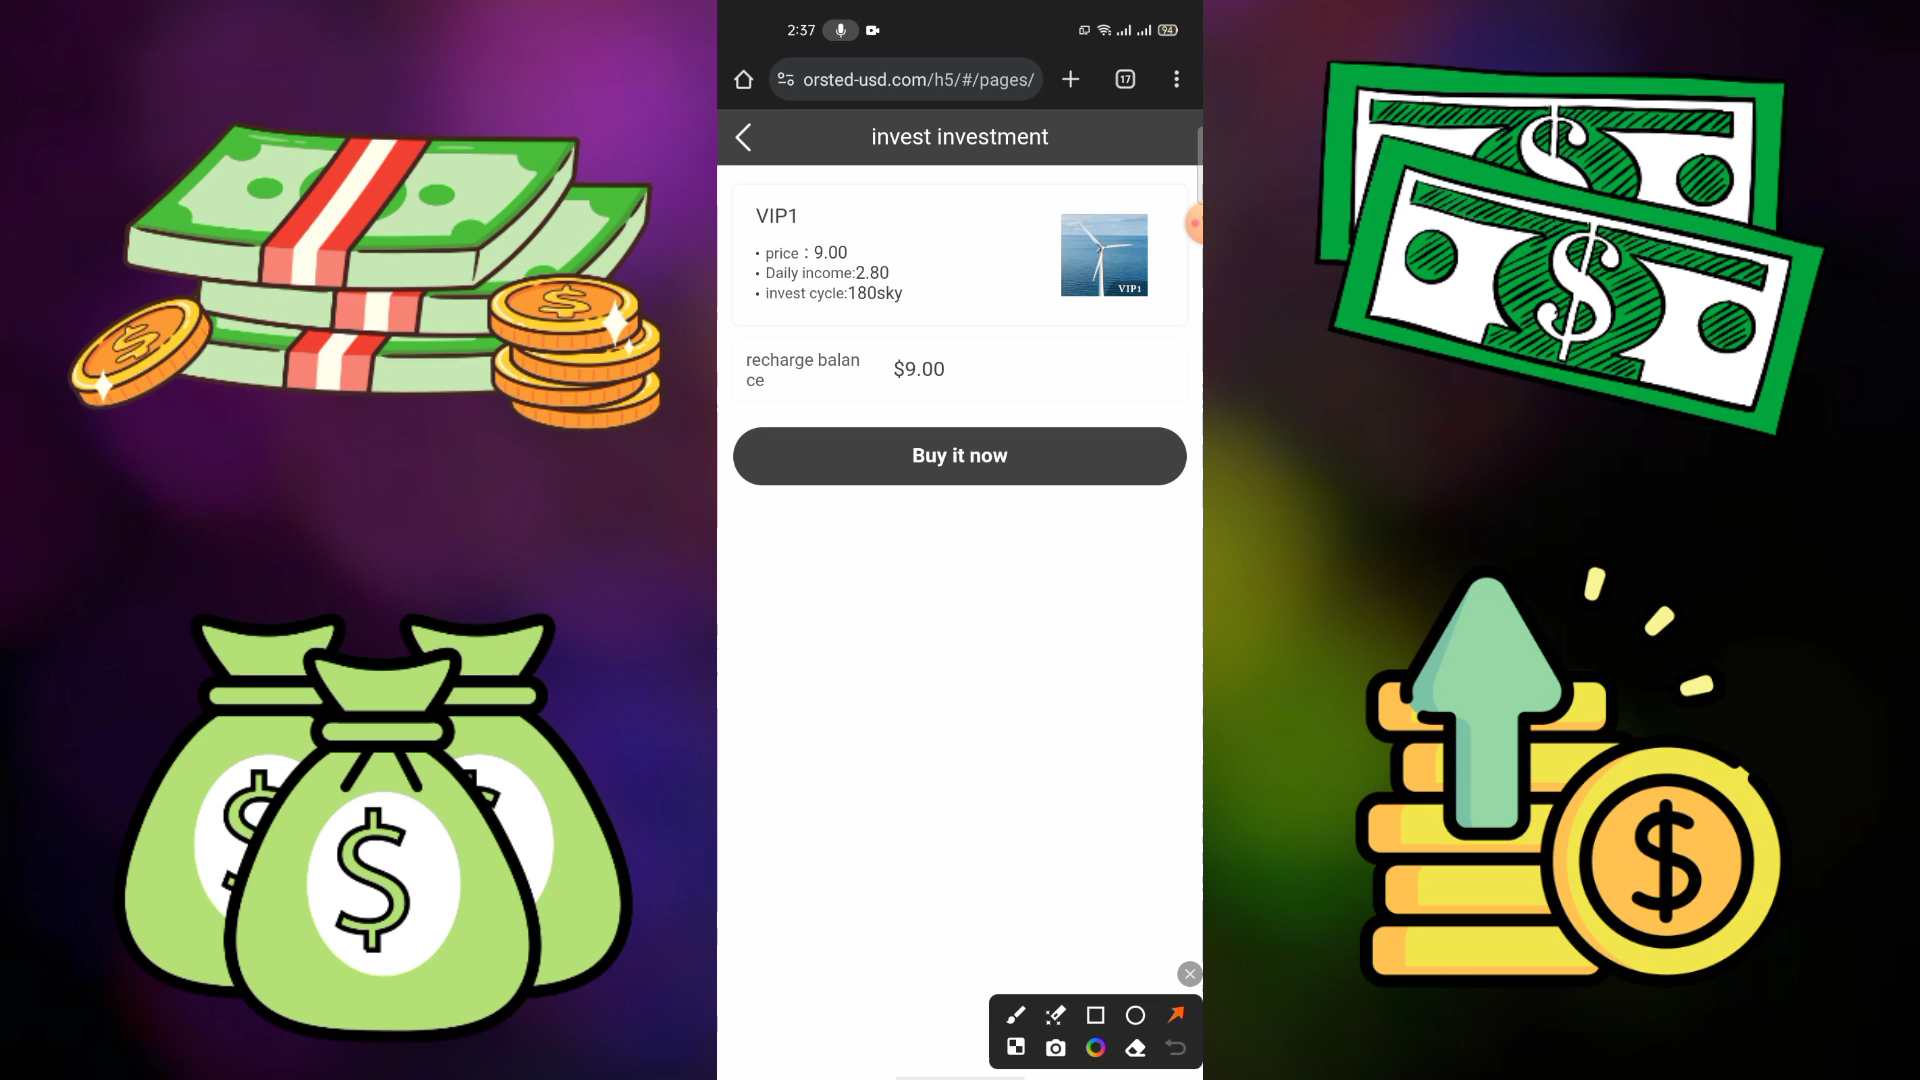 2:37
94
orsted-usd.com/h5/#/pages/
17
invest investment
VIP1
• price : 9.00
• Daily income:2.80
• invest cycle:180sky
VIP1
recharge balan
ce
$9.00
Buy it now
$
$
$
$
$
$
$